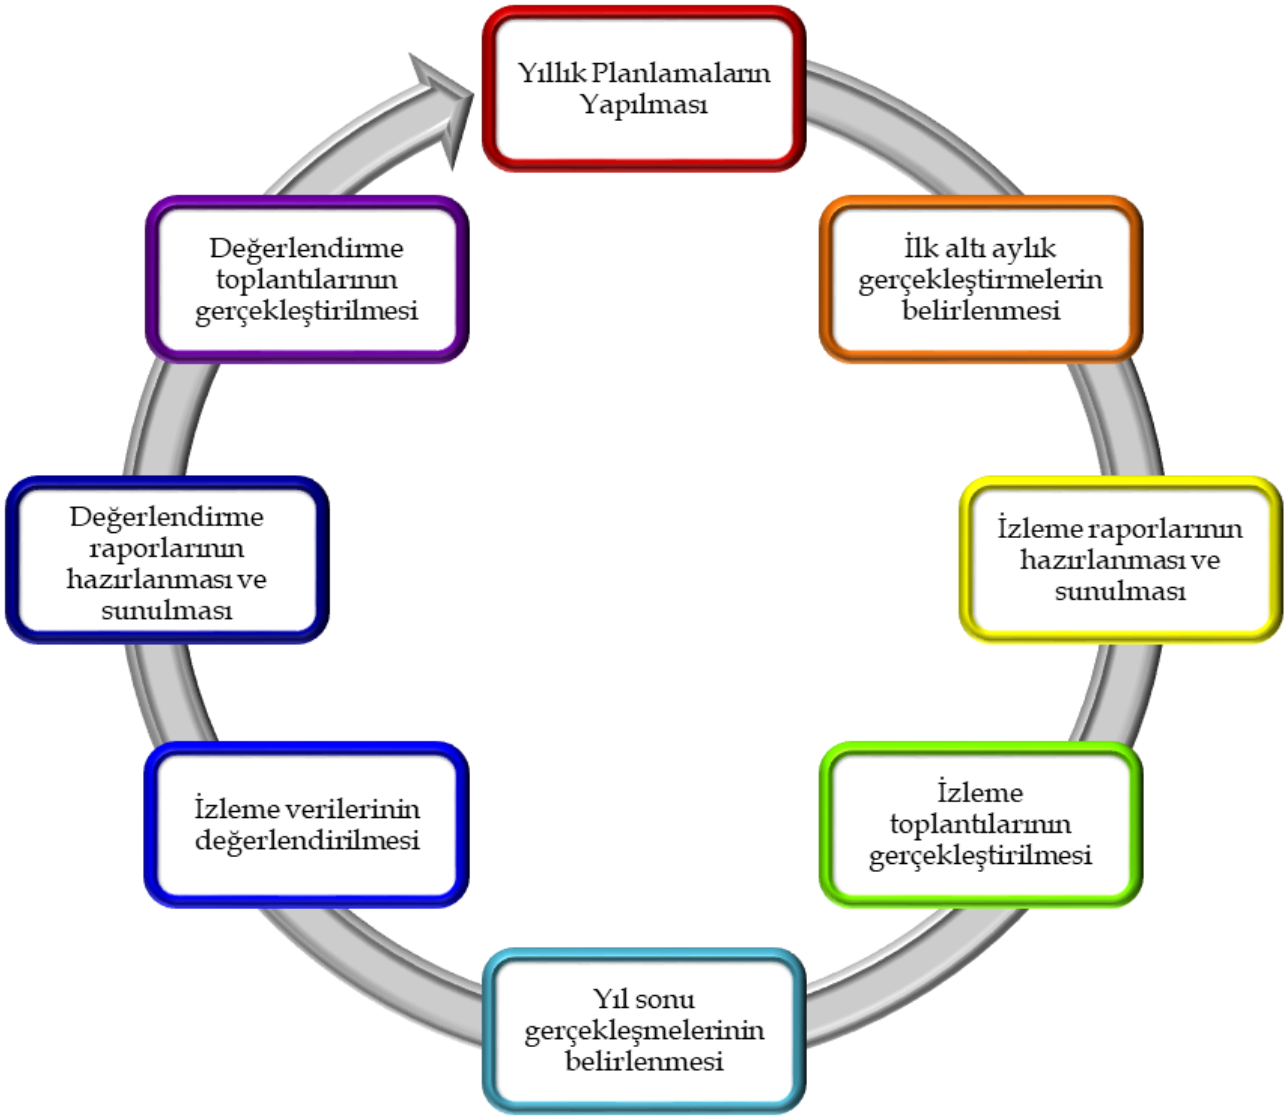 Yıllık Planlamaların
Yapılması
İlk altı aylık
gerçekleştirmelerin
belirlenmesi
İzleme raporlarının
hazırlanması ve
sunulması
İzleme
toplantılarının
gerçekleştirilmesi
Yıl sonu
gerçekleşmelerinin
belirlenmesi
İzleme verilerinin
değerlendirilmesi
Değerlendirme
raporlarının
hazırlanması ve
sunulması
Değerlendirme
toplantılarının
gerçekleştirilmesi